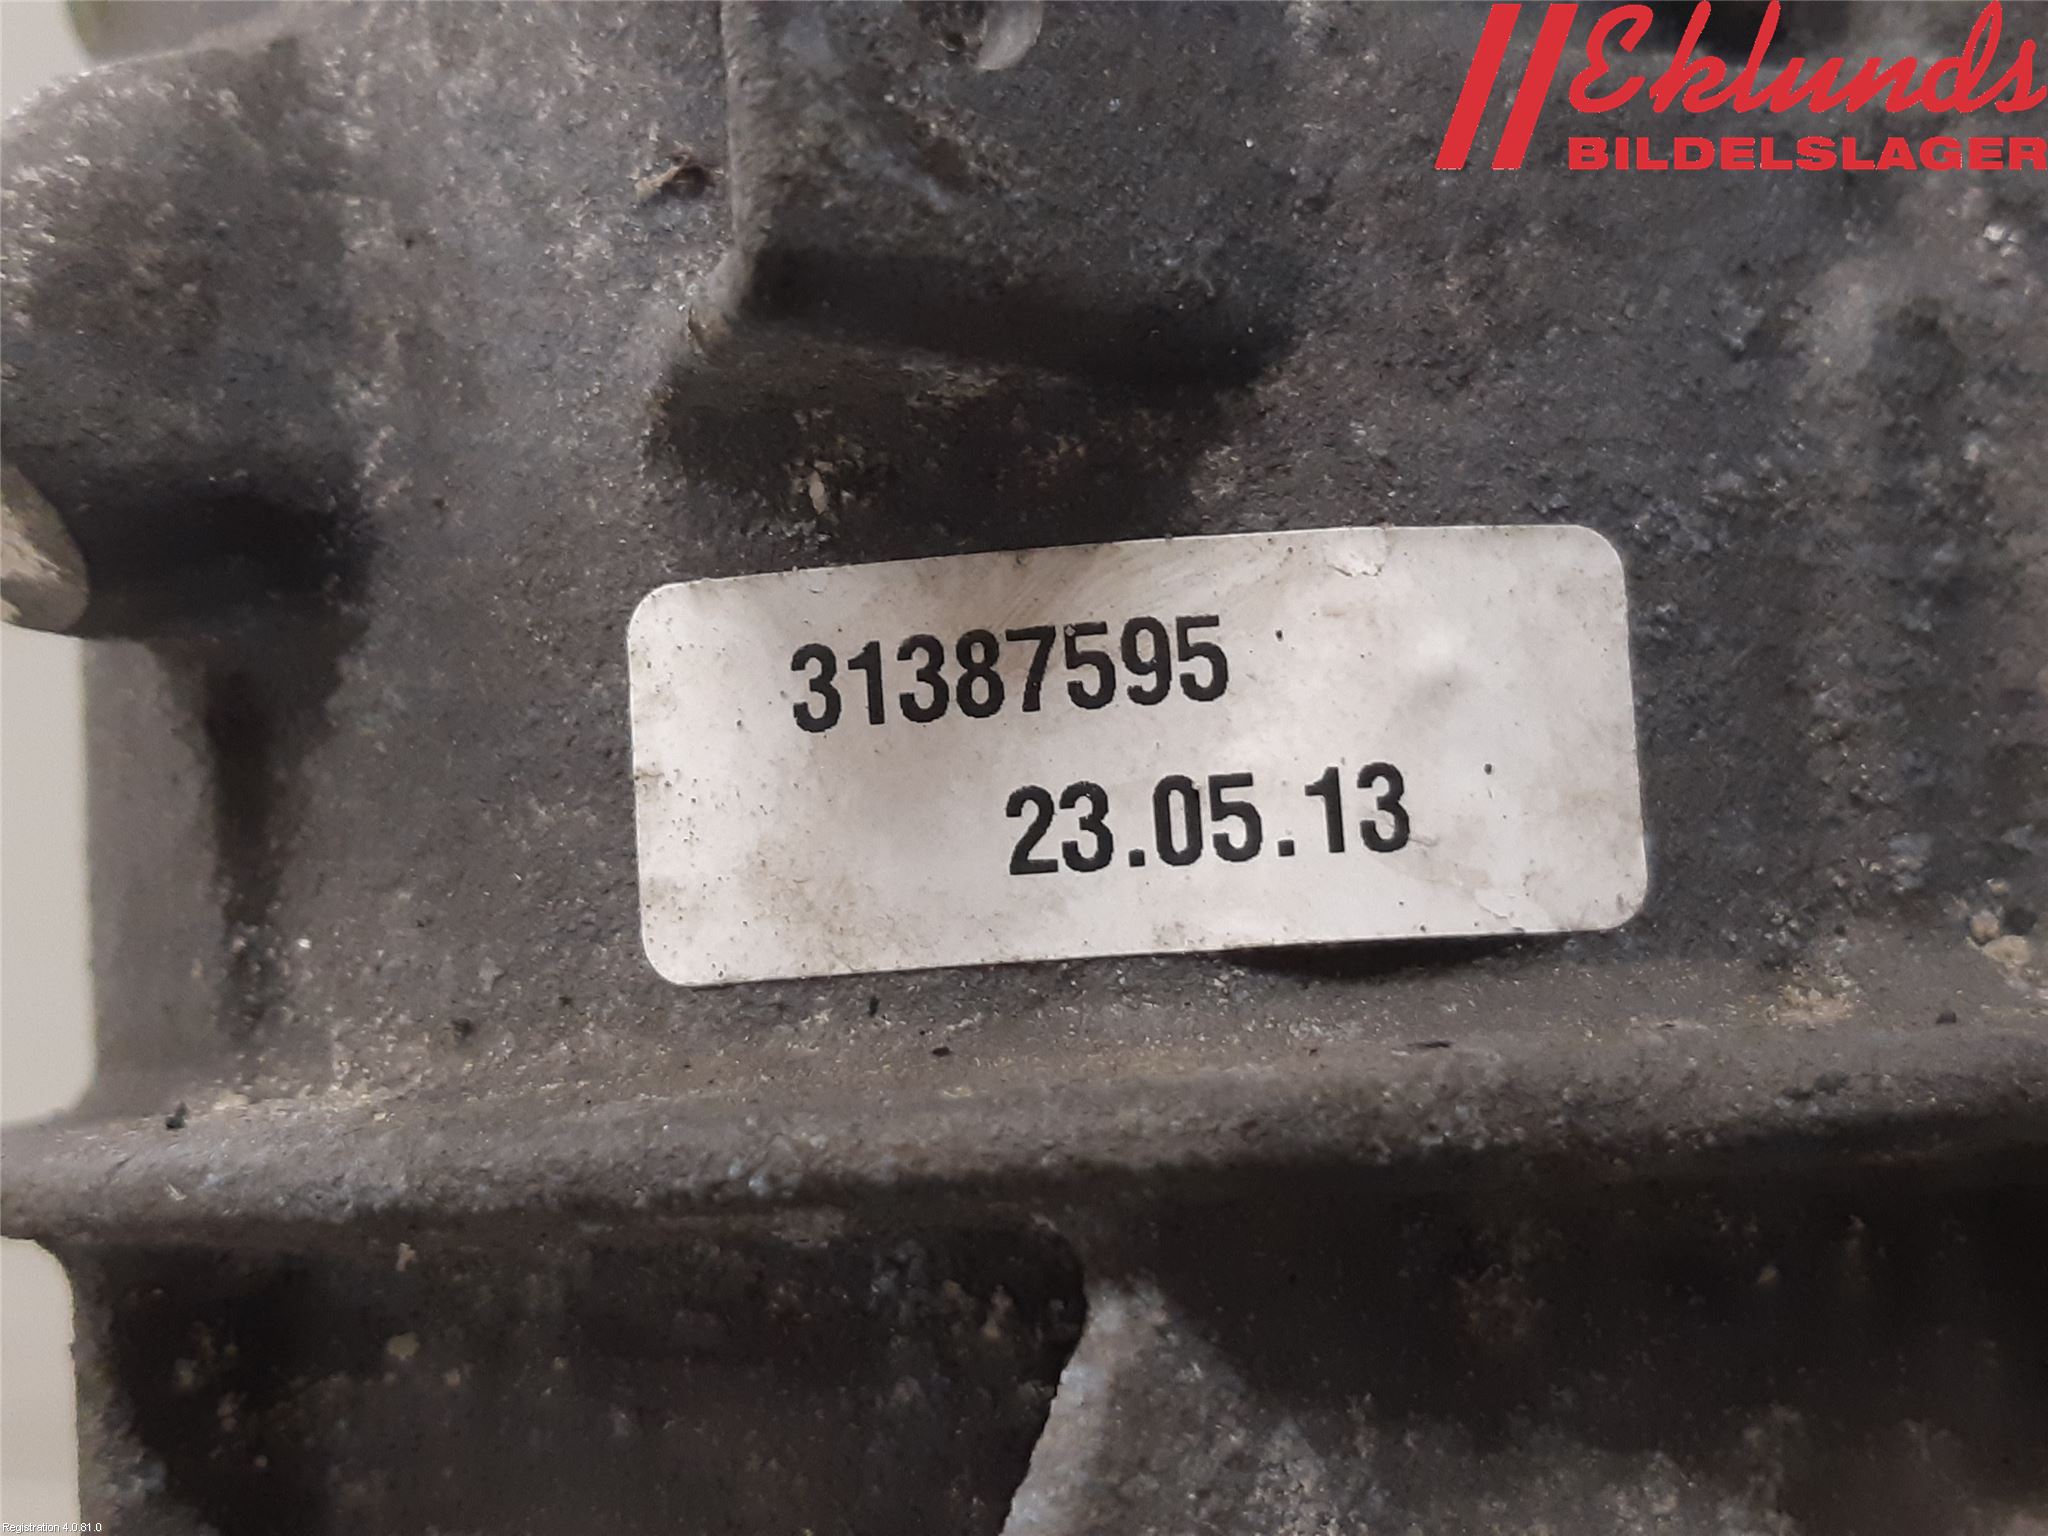 Eklunds
BILDELSLAGER
31387595
23.05.13
Registration 4.0.81.0